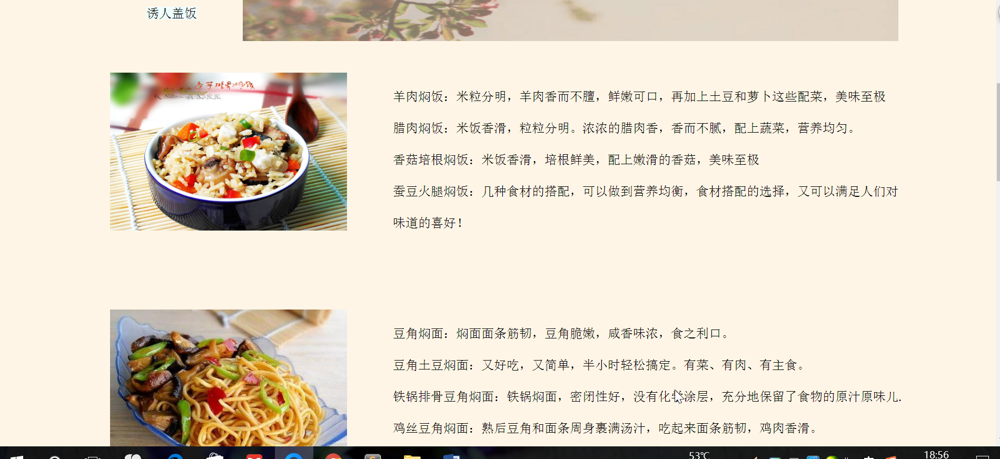 诱人盖饭
香芋排骨焖饭
羊肉焖饭：米粒分明，羊肉香而不膻，鲜嫩可口，再加上土豆和萝卜这些配菜，美味至极
腊肉焖饭：米饭香滑，粒粒分明。浓浓的腊肉香，香而不腻，配上蔬菜，营养均匀。
香菇培根焖饭：米饭香滑，培根鲜美，配上嫩滑的香菇，美味至极
蚕豆火腿焖饭：几种食材的搭配，可以做到营养均衡，食材搭配的选择，又可以满足人们对
味道的喜好！
豆角焖面：焖面面条筋韧，豆角脆嫩，咸香味浓，食之利口。
豆角土豆焖面：又好吃，又简单，半小时轻松搞定。有菜、有肉、有主食。
铁锅排骨豆角焖面：铁锅焖面，密闭性好，没有化学涂层，充分地保留了食物的原汁原味儿.
鸡丝豆角焖面：熟后豆角和面条周身裹满汤汁，吃起来面条筋韧，鸡肉香滑。
53℃
18:56